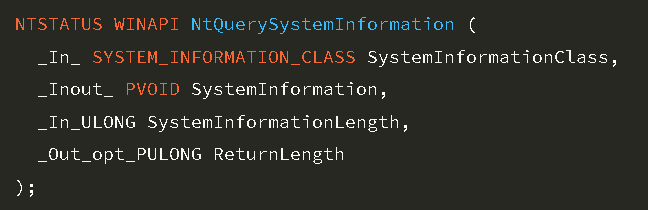 NTSTATUS WINAPI NtQuerySystemInformation (
_In_ SYSTEM_INFORMATION_CLASS SystemInformationClass,
_Inout_ PVOID SystemInformation,
_In_ULONG SystemInformationLength,
_Out_opt_PULONG ReturnLength
);